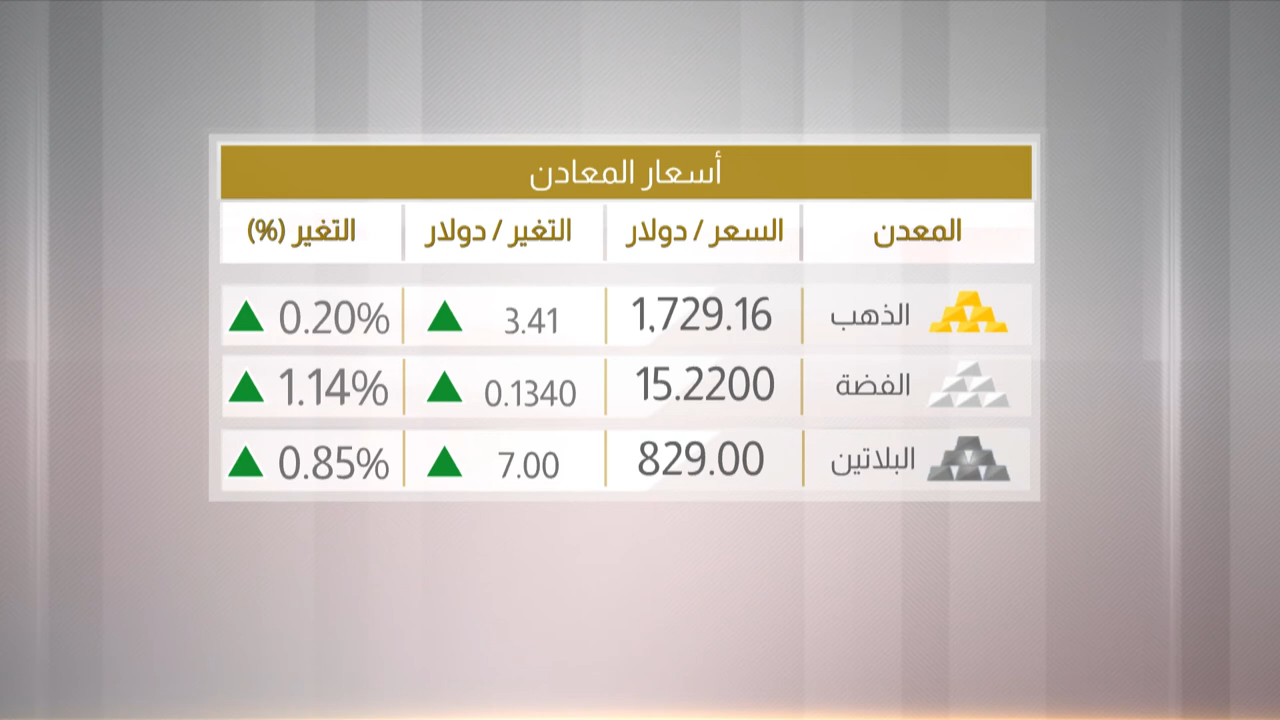 أسعار المعادن
المعدن السعر / دولار التغير / دولار التغير (%)
الذهب 1,729.16 3.41 0.20%
الفضة 15.2200 0.1340 1.14%
البلاتين 829.00 7.00 0.85%